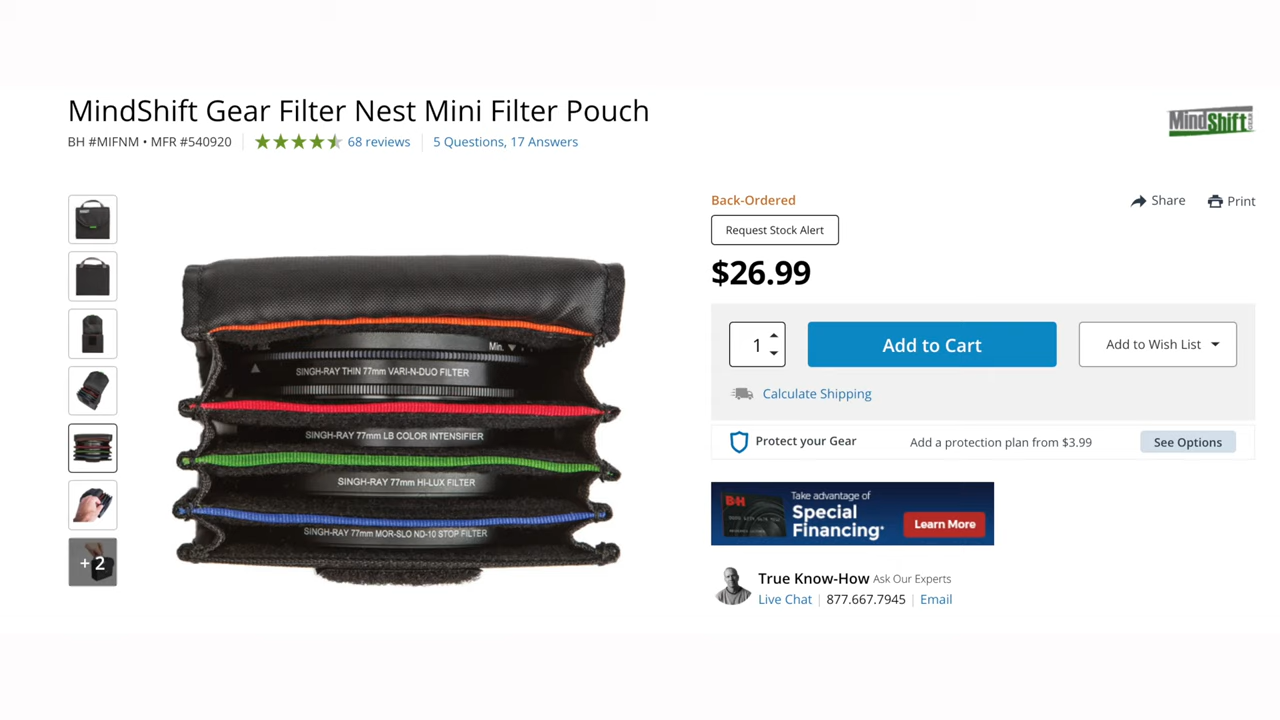 MindShift Gear Filter Nest Mini Filter Pouch
BH #MIFNM • MFR #540920
68 reviews
5 Questions, 17 Answers
MindShift GEAR
Back-Ordered
Share
Print
Request Stock Alert
$26.99
1
Add to Cart
Add to Wish List
Calculate Shipping
Protect your Gear
Add a protection plan from $3.99
See Options
B&H
Take advantage of
Special
Financing*
Learn More
True Know-How Ask Our Experts
Live Chat | 877.667.7945 | Email
+ 2
Min.
SINGH-RAY THIN 77mm VARI-N-DUO FILTER
SINGH-RAY 77mm LB COLOR INTENSIFIER
SINGH-RAY 77mm HI-LUX FILTER
SINGH-RAY 77mm MOR-SLO ND-10 STOP FILTER